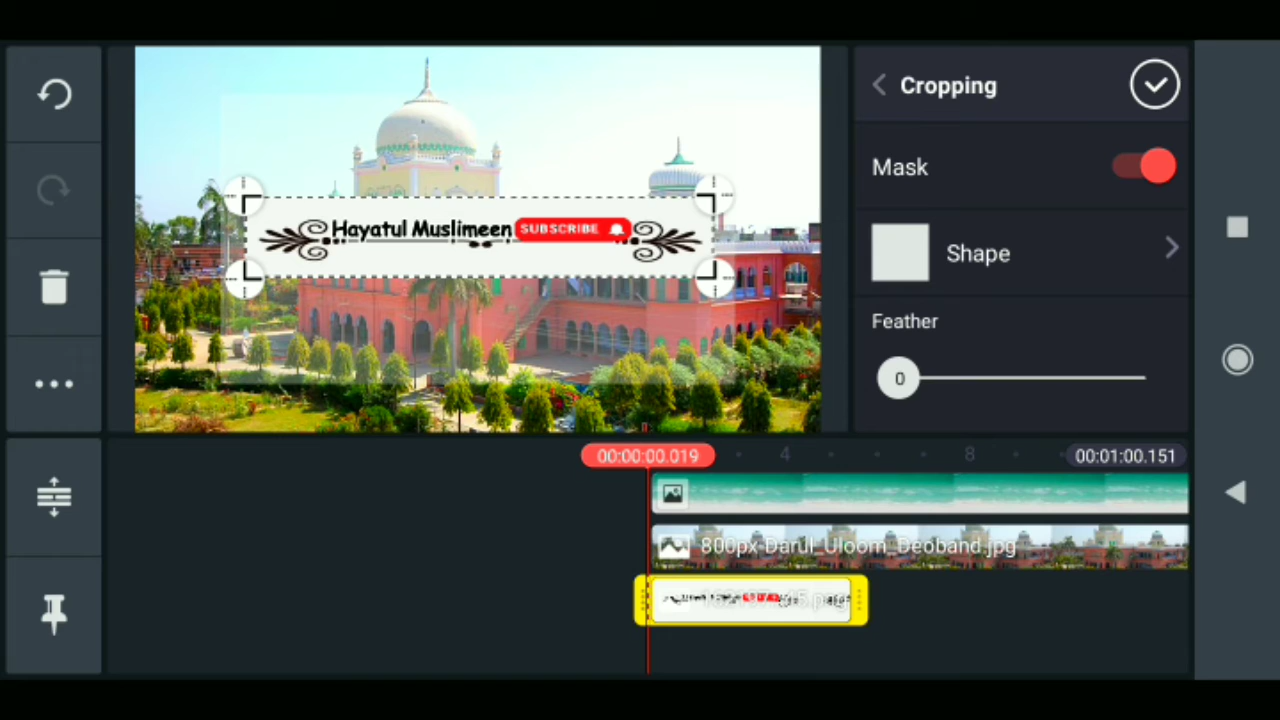 Cropping
Mask
Hayatul Muslimeen SUBSCRIBE
Shape
Feather
0
00:00:00.019 4 8 00:01:00.151
800px-Darul_Uloom_Deoband.jpg